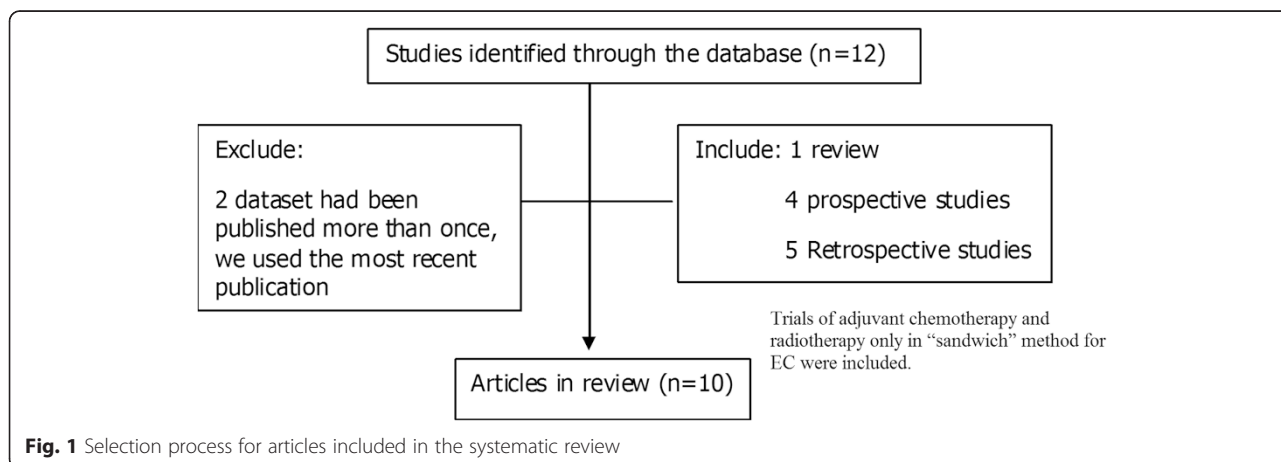 Studies identified through the database (n=12)
Exclude:
2 dataset had been
published more than once,
we used the most recent
publication
Include: 1 review
4 prospective studies
5 Retrospective studies
Trials of adjuvant chemotherapy and
radiotherapy only in “sandwich” method for
EC were included.
Articles in review (n=10)
Fig. 1 Selection process for articles included in the systematic review